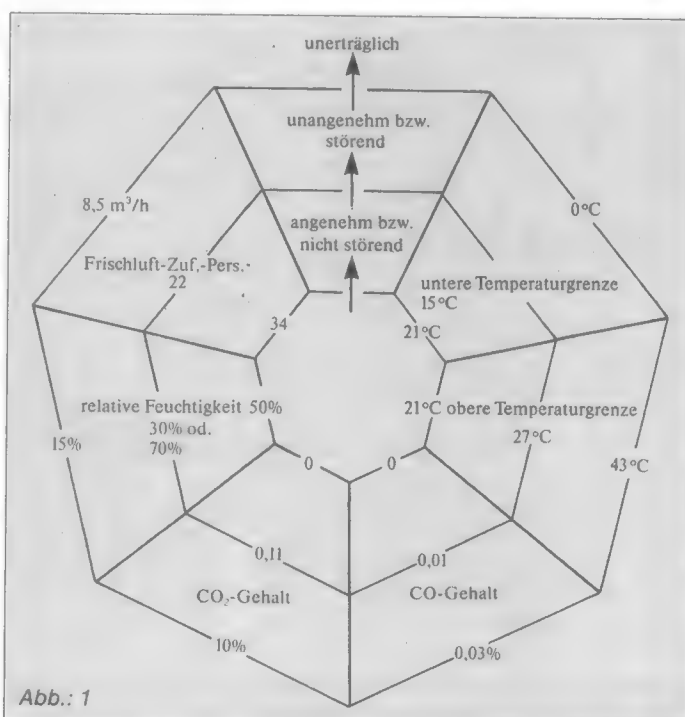 unerträglich
unangenehm bzw.
störend
8,5 m³/h
0°C
angenehm bzw.
nicht störend
Frischluft-Zuf.-Pers.
22
untere Temperaturgrenze
15°C
34
21°C
relative Feuchtigkeit 50%
30% od.
70%
21°C obere Temperaturgrenze
27°C
15%
43°C
0
0
0,11
0,01
CO₂-Gehalt
CO-Gehalt
10%
0,03%
Abb.: 1